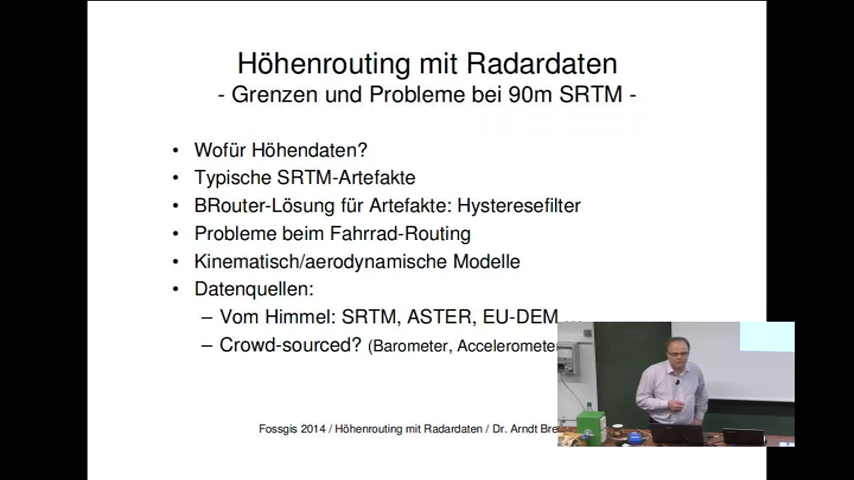 Höhenrouting mit Radardaten
- Grenzen und Probleme bei 90m SRTM -
• Wofür Höhendaten?
• Typische SRTM-Artefakte
• BRouter-Lösung für Artefakte: Hysteresefilter
• Probleme beim Fahrrad-Routing
• Kinematisch/aerodynamische Modelle
• Datenquellen:
– Vom Himmel: SRTM, ASTER, EU-DEM ...
– Crowd-sourced? (Barometer, Acceleromete
Fossgis 2014 / Höhenrouting mit Radardaten / Dr. Arndt Bre